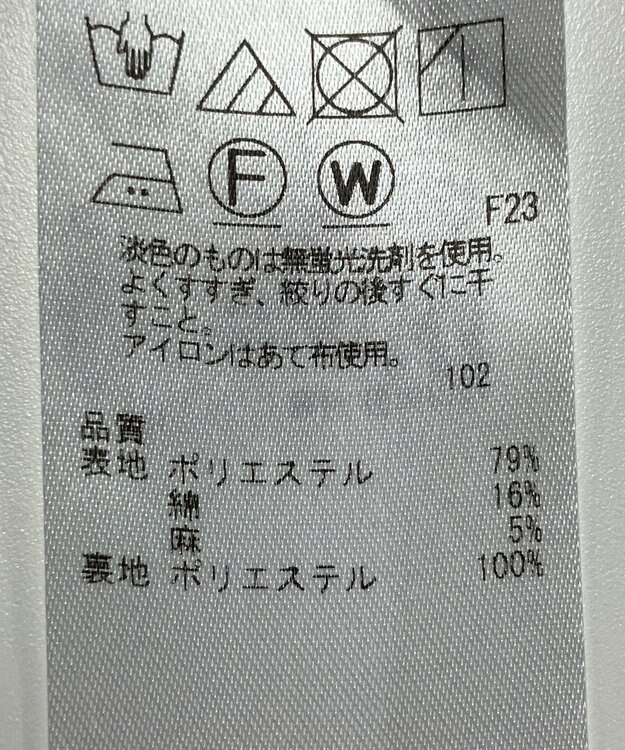 F
W
F23
淡色のものは無蛍光洗剤を使用。
よくすすぎ、絞りの後すぐに干
すこと。
アイロンはあて布使用。
102
品質
表地 ポリエステル 79%
綿 16%
麻 5%
裏地 ポリエステル 100%